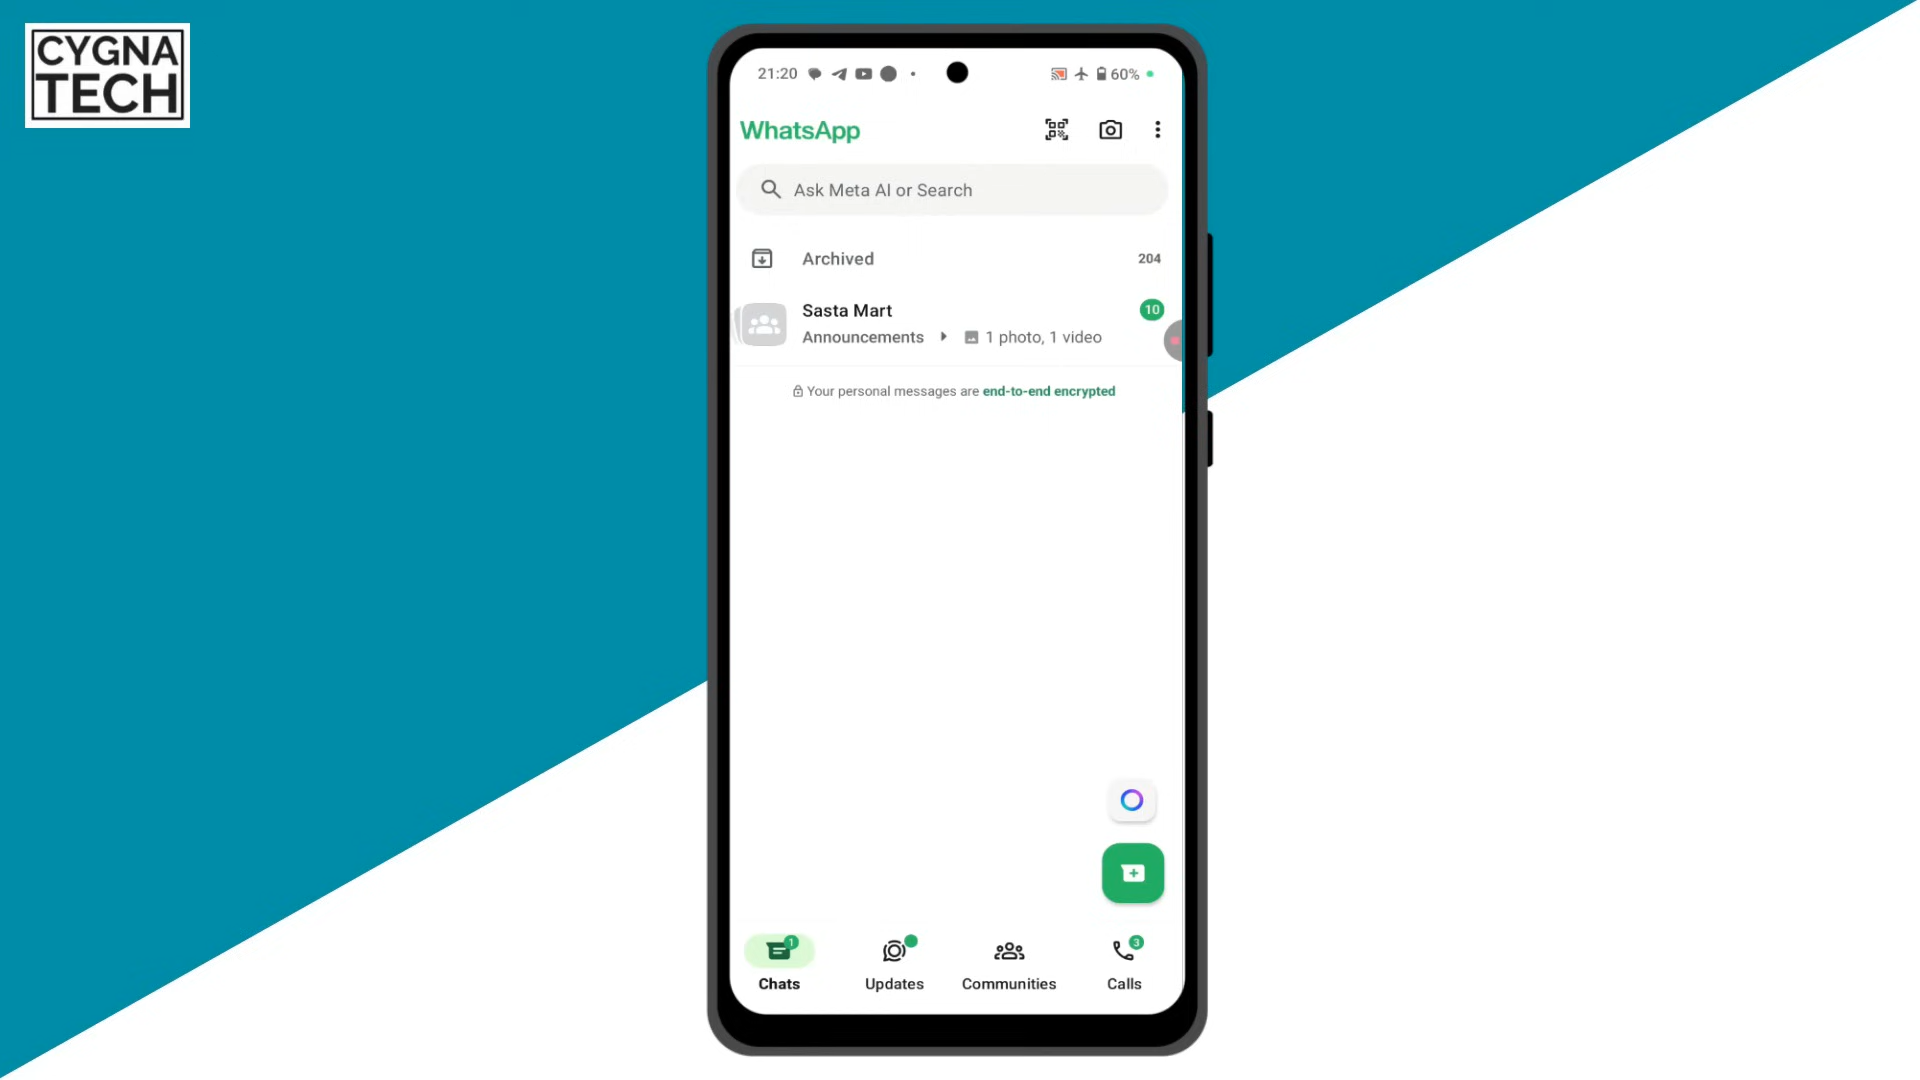 CYGNA
TECH
21:20
60%
WhatsApp
Ask Meta AI or Search
Archived
204
Sasta Mart
10
Announcements
1 photo, 1 video
Your personal messages are end-to-end encrypted
1
3
Chats
Updates
Communities
Calls